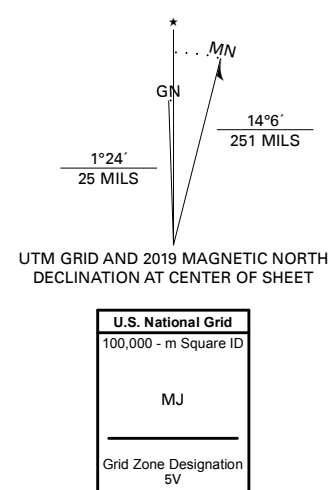 ★
MN
GN
14°6´
251 MILS
1°24´
25 MILS
UTM GRID AND 2019 MAGNETIC NORTH
DECLINATION AT CENTER OF SHEET
U.S. National Grid
100,000 - m Square ID
MJ
Grid Zone Designation
5V